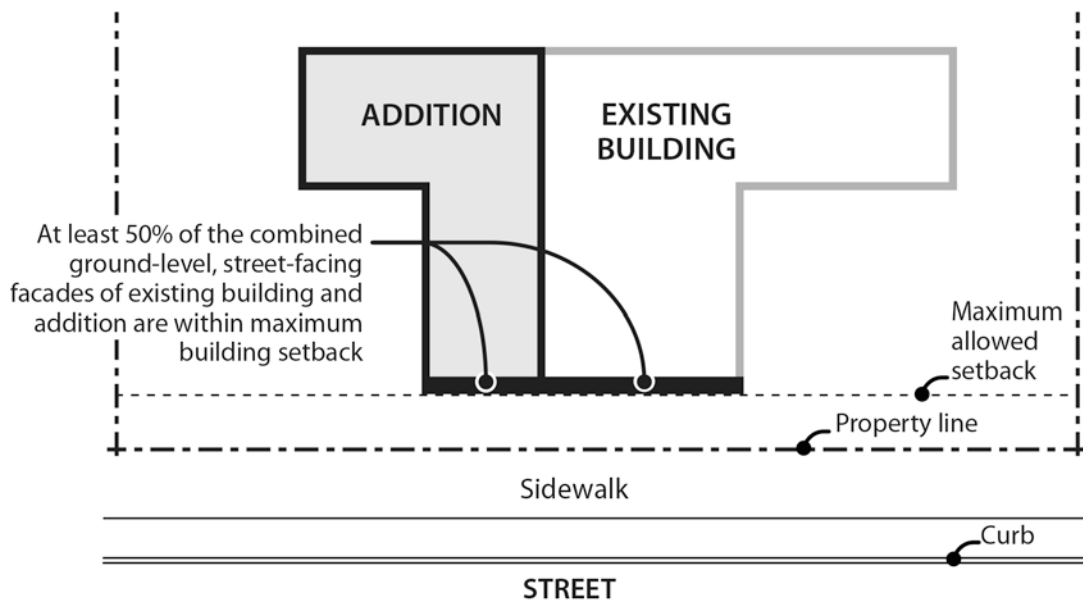 ADDITION
EXISTING
BUILDING
At least 50% of the combined
ground-level, street-facing
facades of existing building and
addition are within maximum
building setback
Maximum
allowed
setback
Property line
Sidewalk
Curb
STREET